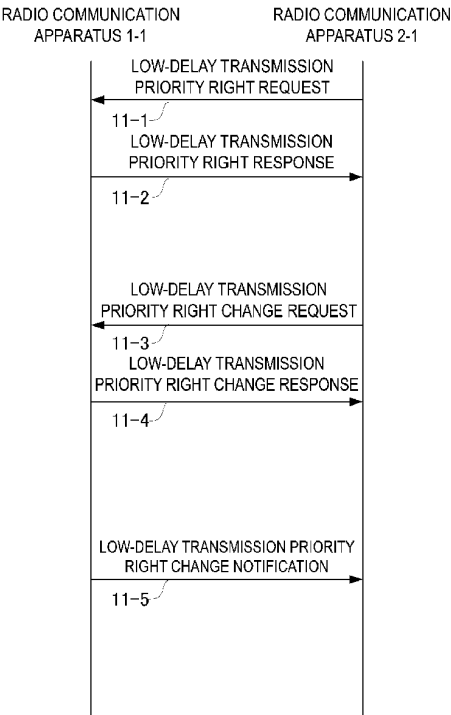 RADIO COMMUNICATION
APPARATUS 1-1
RADIO COMMUNICATION
APPARATUS 2-1
LOW-DELAY TRANSMISSION
PRIORITY RIGHT REQUEST
11-1
LOW-DELAY TRANSMISSION
PRIORITY RIGHT RESPONSE
11-2
LOW-DELAY TRANSMISSION
PRIORITY RIGHT CHANGE REQUEST
11-3
LOW-DELAY TRANSMISSION
PRIORITY RIGHT CHANGE RESPONSE
11-4
LOW-DELAY TRANSMISSION PRIORITY
RIGHT CHANGE NOTIFICATION
11-5